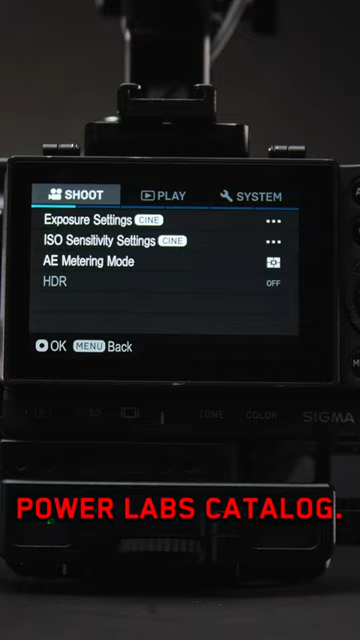 SHOOT PLAY SYSTEM
Exposure Settings CINE
ISO Sensitivity Settings CINE
AE Metering Mode
HDR OFF
OK MENU Back
TONE COLOR SIGMA
POWER LABS CATALOG.